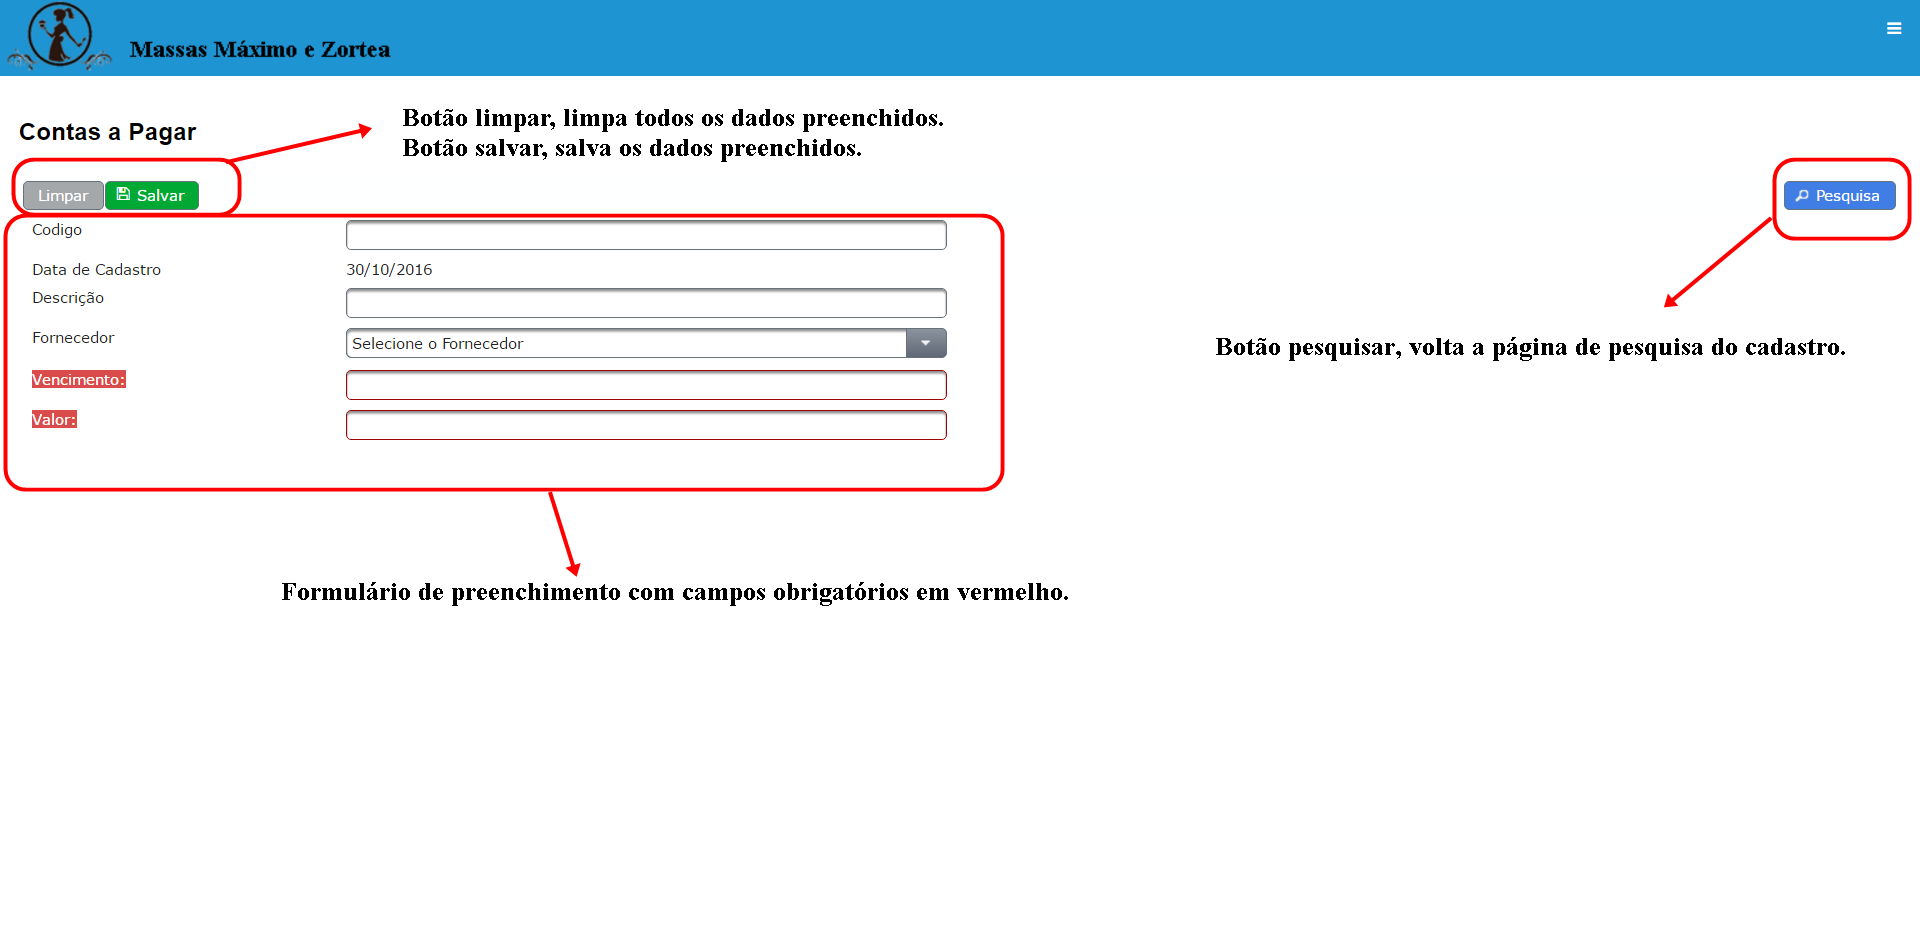 Massas Máximo e Zortea
Contas a Pagar
Botão limpar, limpa todos os dados preenchidos.
Botão salvar, salva os dados preenchidos.
Limpar
Salvar
Pesquisa
Codigo
Data de Cadastro 30/10/2016
Descrição
Fornecedor Selecione o Fornecedor
Botão pesquisar, volta a página de pesquisa do cadastro.
Vencimento:
Valor:
Formulário de preenchimento com campos obrigatórios em vermelho.